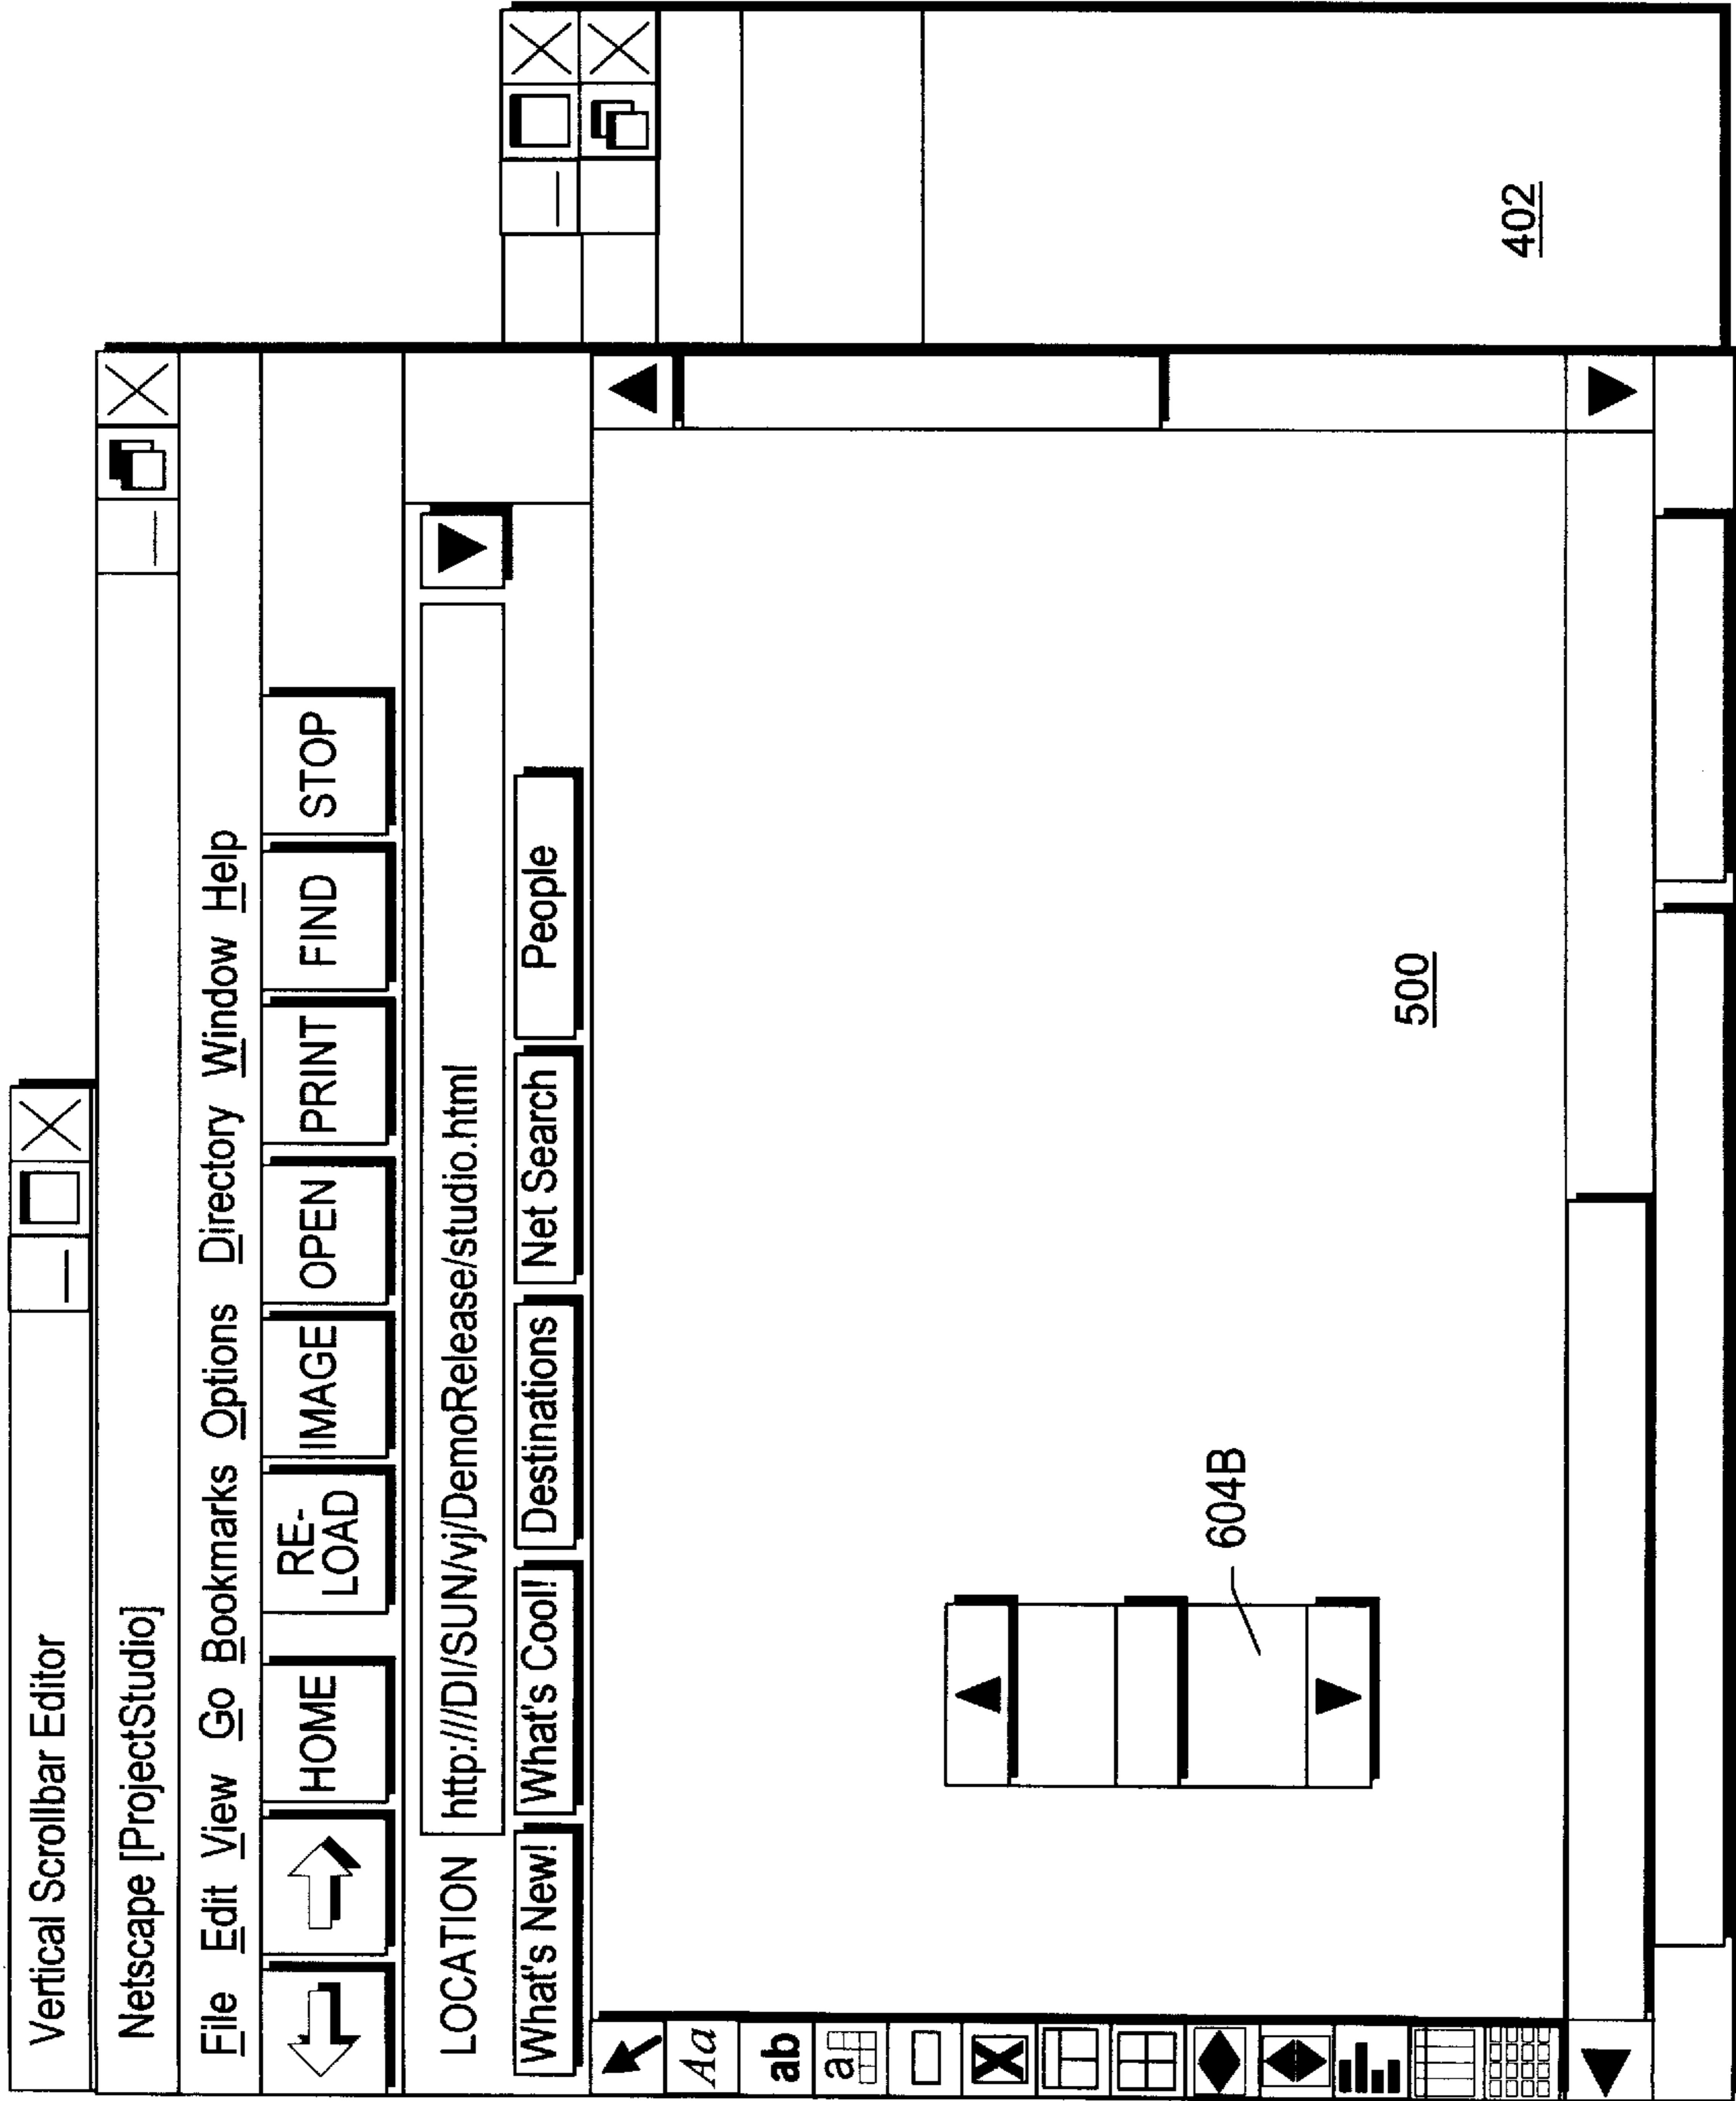 Vertical Scrollbar Editor
Netscape [ProjectStudio]
File Edit View Go Bookmarks Options Directory Window Help
HOME RE-LOAD IMAGE OPEN PRINT FIND STOP
LOCATION http:///DI/SUN/vj/DemoRelease/studio.html
What's New! What's Cool! Destinations Net Search People
Aa
ab
a
X
604B
500
402